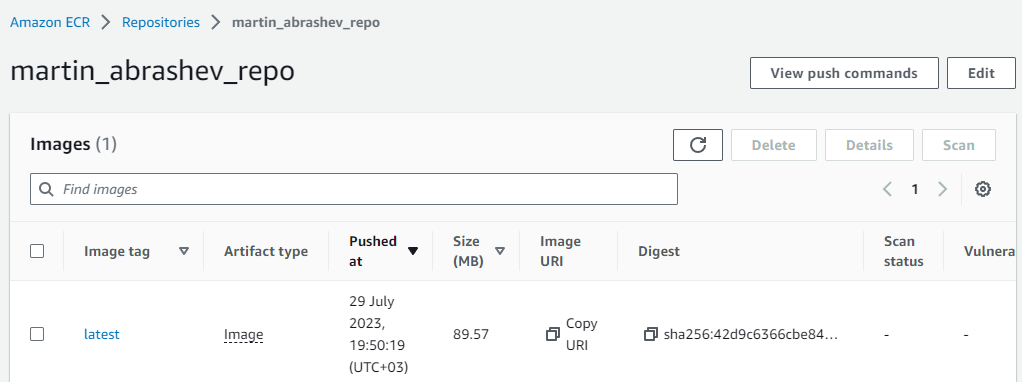 Amazon ECR > Repositories > martin_abrashev_repo
martin_abrashev_repo
View push commands
Edit
Images (1)
Delete
Details
Scan
Find images
1
Image tag
Artifact type
Pushed
at
Size
(MB)
Image
URI
Digest
Scan
status
Vulnera
latest
Image
29 July
2023,
19:50:19
(UTC+03)
89.57
Copy
URI
sha256:42d9c6366cbe84...
-
-